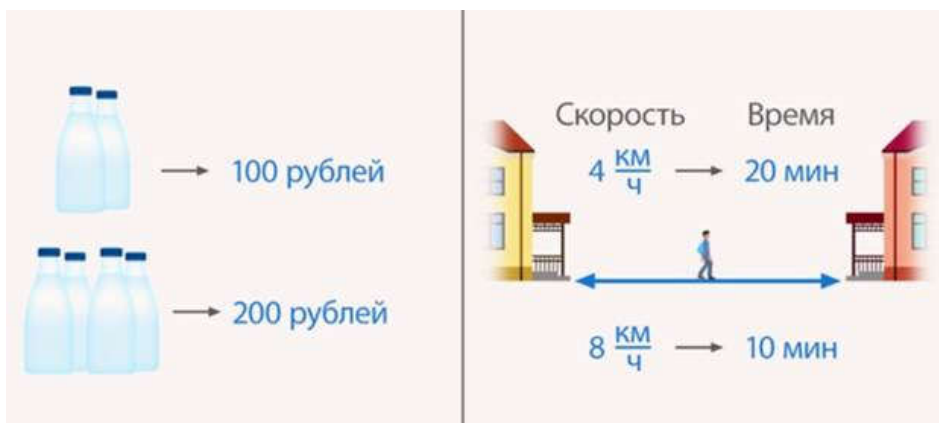 100 рублей
200 рублей
Скорость Время
4 км/ч → 20 мин
8 км/ч → 10 мин